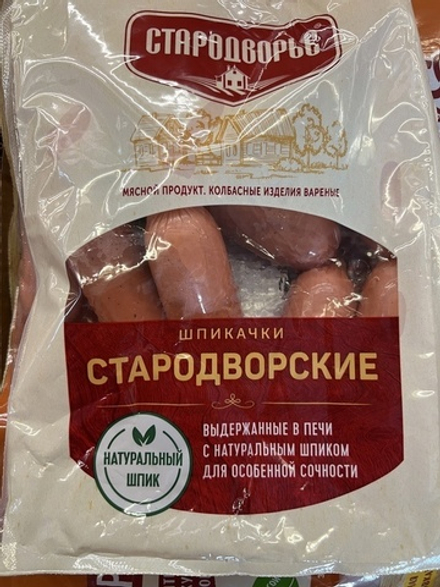 СТАРОДВОРЬЕ
МЯСНОЙ ПРОДУКТ. КОЛБАСНЫЕ ИЗДЕЛИЯ ВАРЕНЫЕ
ШПИКАЧКИ
СТАРОДВОРСКИЕ
ВЫДЕРЖАННЫЕ В ПЕЧИ
С НАТУРАЛЬНЫМ ШПИКОМ
ДЛЯ ОСОБЕННОЙ СОЧНОСТИ
НАТУРАЛЬНЫЙ
ШПИК